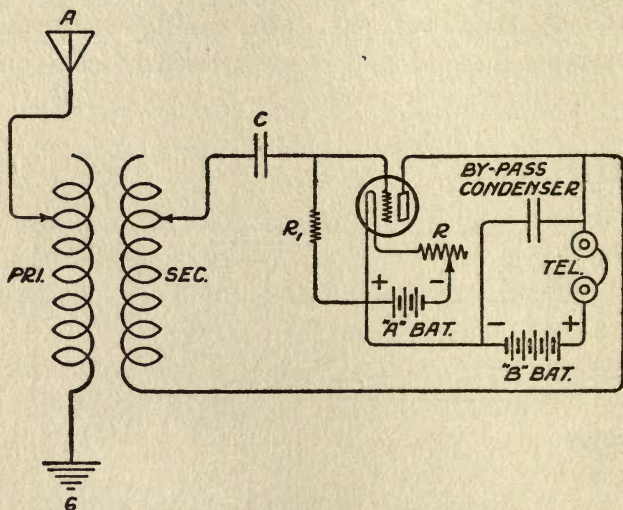 A
C
BY-PASS
CONDENSER
R₁
R
PRI.
SEC.
TEL.
+ -
"A" BAT.
- +
"B" BAT.
G